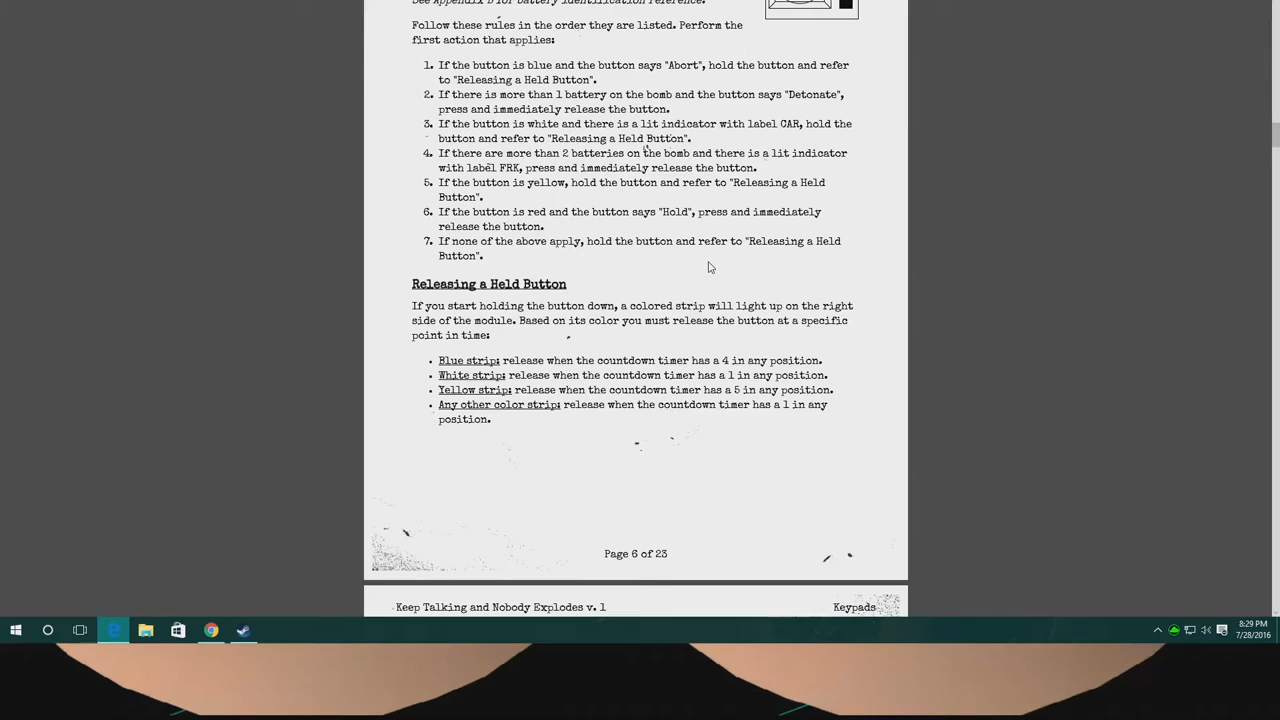 See Appendix B for battery identification reference.
Follow these rules in the order they are listed. Perform the
first action that applies:
1. If the button is blue and the button says "Abort", hold the button and refer
to "Releasing a Held Button".
2. If there is more than 1 battery on the bomb and the button says "Detonate",
press and immediately release the button.
3. If the button is white and there is a lit indicator with label CAR, hold the
button and refer to "Releasing a Held Button".
4. If there are more than 2 batteries on the bomb and there is a lit indicator
with label FRK, press and immediately release the button.
5. If the button is yellow, hold the button and refer to "Releasing a Held
Button".
6. If the button is red and the button says "Hold", press and immediately
release the button.
7. If none of the above apply, hold the button and refer to "Releasing a Held
Button".
Releasing a Held Button
If you start holding the button down, a colored strip will light up on the right
side of the module. Based on its color you must release the button at a specific
point in time:
• Blue strip: release when the countdown timer has a 4 in any position.
• White strip: release when the countdown timer has a 1 in any position.
• Yellow strip: release when the countdown timer has a 5 in any position.
• Any other color strip: release when the countdown timer has a 1 in any
position.
Page 6 of 23
Keep Talking and Nobody Explodes v. 1
Keypads
8:29 PM
7/28/2016